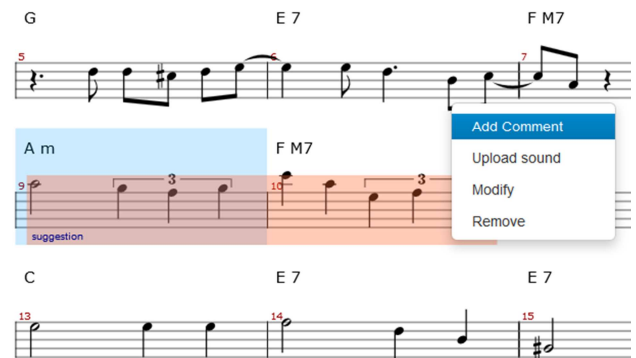 G E 7 F M7
5 6 7
Add Comment
A m F M7
Upload sound
3 3
9 10
Modify
Remove
suggestion
C E 7 E 7
13 14 15